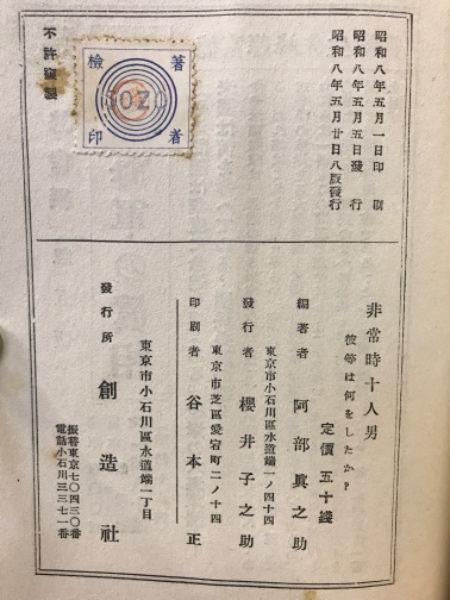 昭和八年五月一日印刷
昭和八年五月五日發行
昭和八年五月廿日八版發行
著者檢印
SOZO
不許複製
非常時十人男
彼等は何をしたか？
定價五十錢
編著者 阿部眞之助
東京市小石川區水道端一ノ四十四
發行者 櫻井子之助
東京市芝區愛宕町二ノ十四
印刷者 谷本正
東京市小石川區水道端一丁目
發行所 創造社
振替東京七〇四三〇番
電話小石川三三七一番